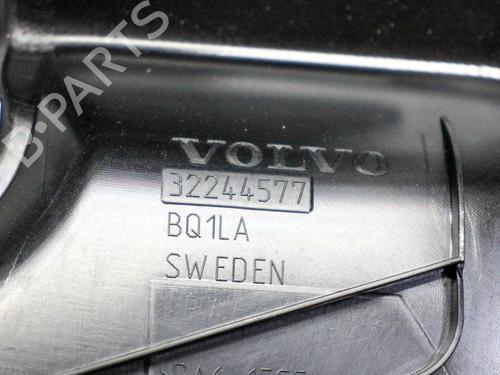 B-PARTS
VOLVO
32244577
BQ1LA
SWEDEN